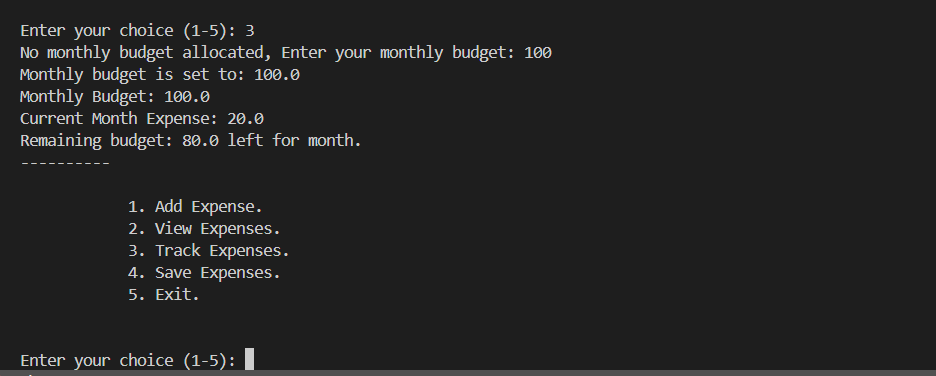 Enter your choice (1-5): 3
No monthly budget allocated, Enter your monthly budget: 100
Monthly budget is set to: 100.0
Monthly Budget: 100.0
Current Month Expense: 20.0
Remaining budget: 80.0 left for month.
----------
1. Add Expense.
2. View Expenses.
3. Track Expenses.
4. Save Expenses.
5. Exit.
Enter your choice (1-5):